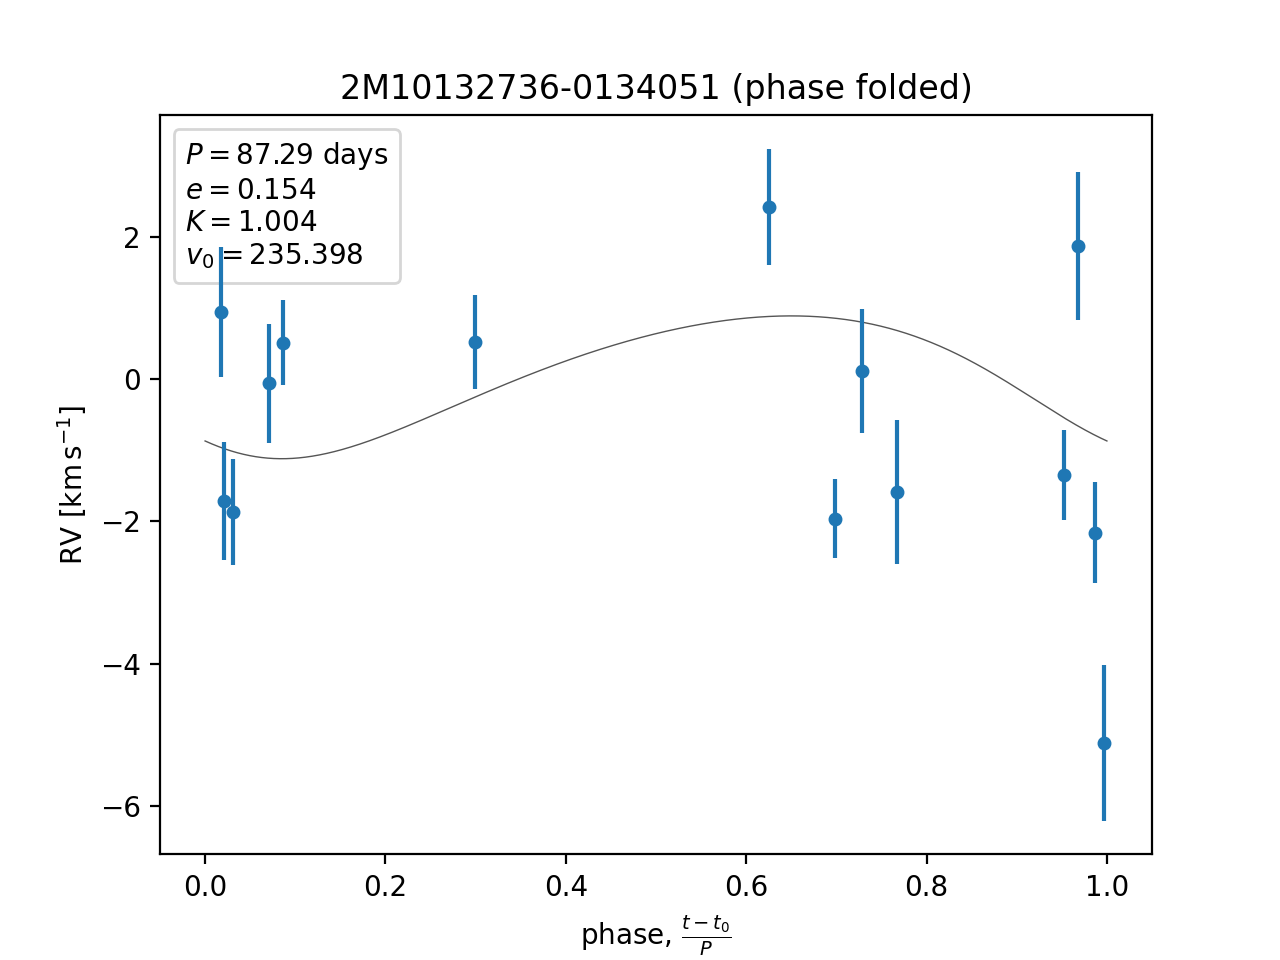 2M10132736-0134051 (phase folded)
P = 87.29 days
e = 0.154
K = 1.004
v₀ = 235.398
RV [km s⁻¹]
2
0
−2
−4
−6
0.0 0.2 0.4 0.6 0.8 1.0
phase, (t − t₀)/P